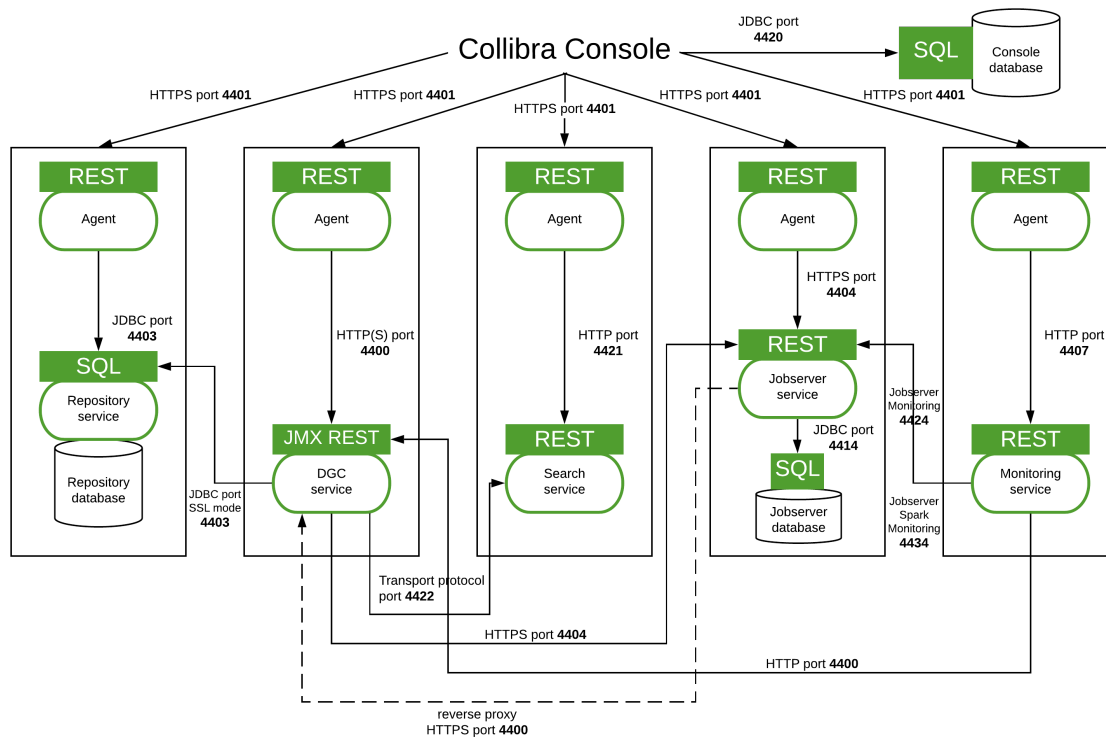 JDBC port
4420
Collibra Console
SQL
Console
database
HTTPS port 4401
HTTPS port 4401
HTTPS port 4401
HTTPS port 4401
HTTPS port 4401
REST
Agent
REST
Agent
REST
Agent
REST
Agent
REST
Agent
JDBC port
4403
HTTP(S) port
4400
HTTP port
4421
HTTPS port
4404
HTTP port
4407
SQL
Repository
service
Repository
database
JDBC port
SSL mode
4403
JMX REST
DGC
service
REST
Search
service
REST
Jobserver
service
JDBC port
4414
SQL
Jobserver
database
Jobserver
Monitoring
4424
Jobserver
Spark
Monitoring
4434
REST
Monitoring
service
Transport protocol
port 4422
HTTPS port 4404
HTTP port 4400
reverse proxy
HTTPS port 4400